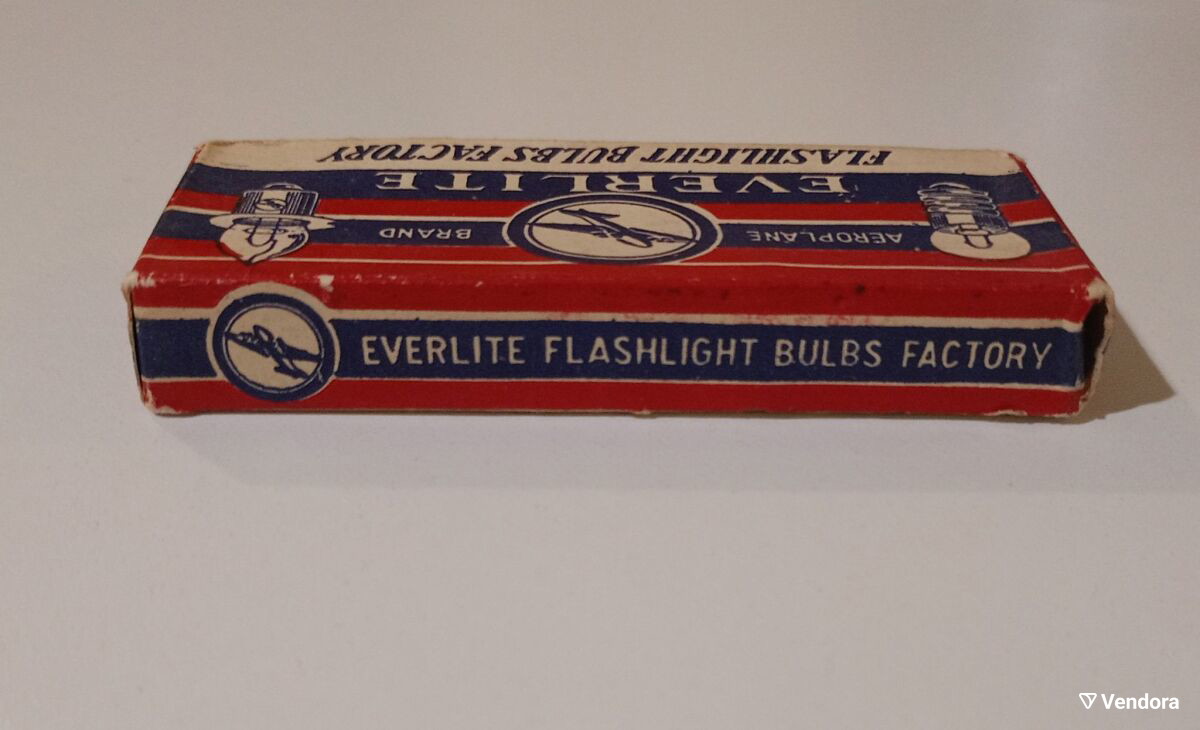 FLASHLIGHT BULBS FACTORY
EVERLITE
AEROPLANE BRAND
EVERLITE FLASHLIGHT BULBS FACTORY
Vendora